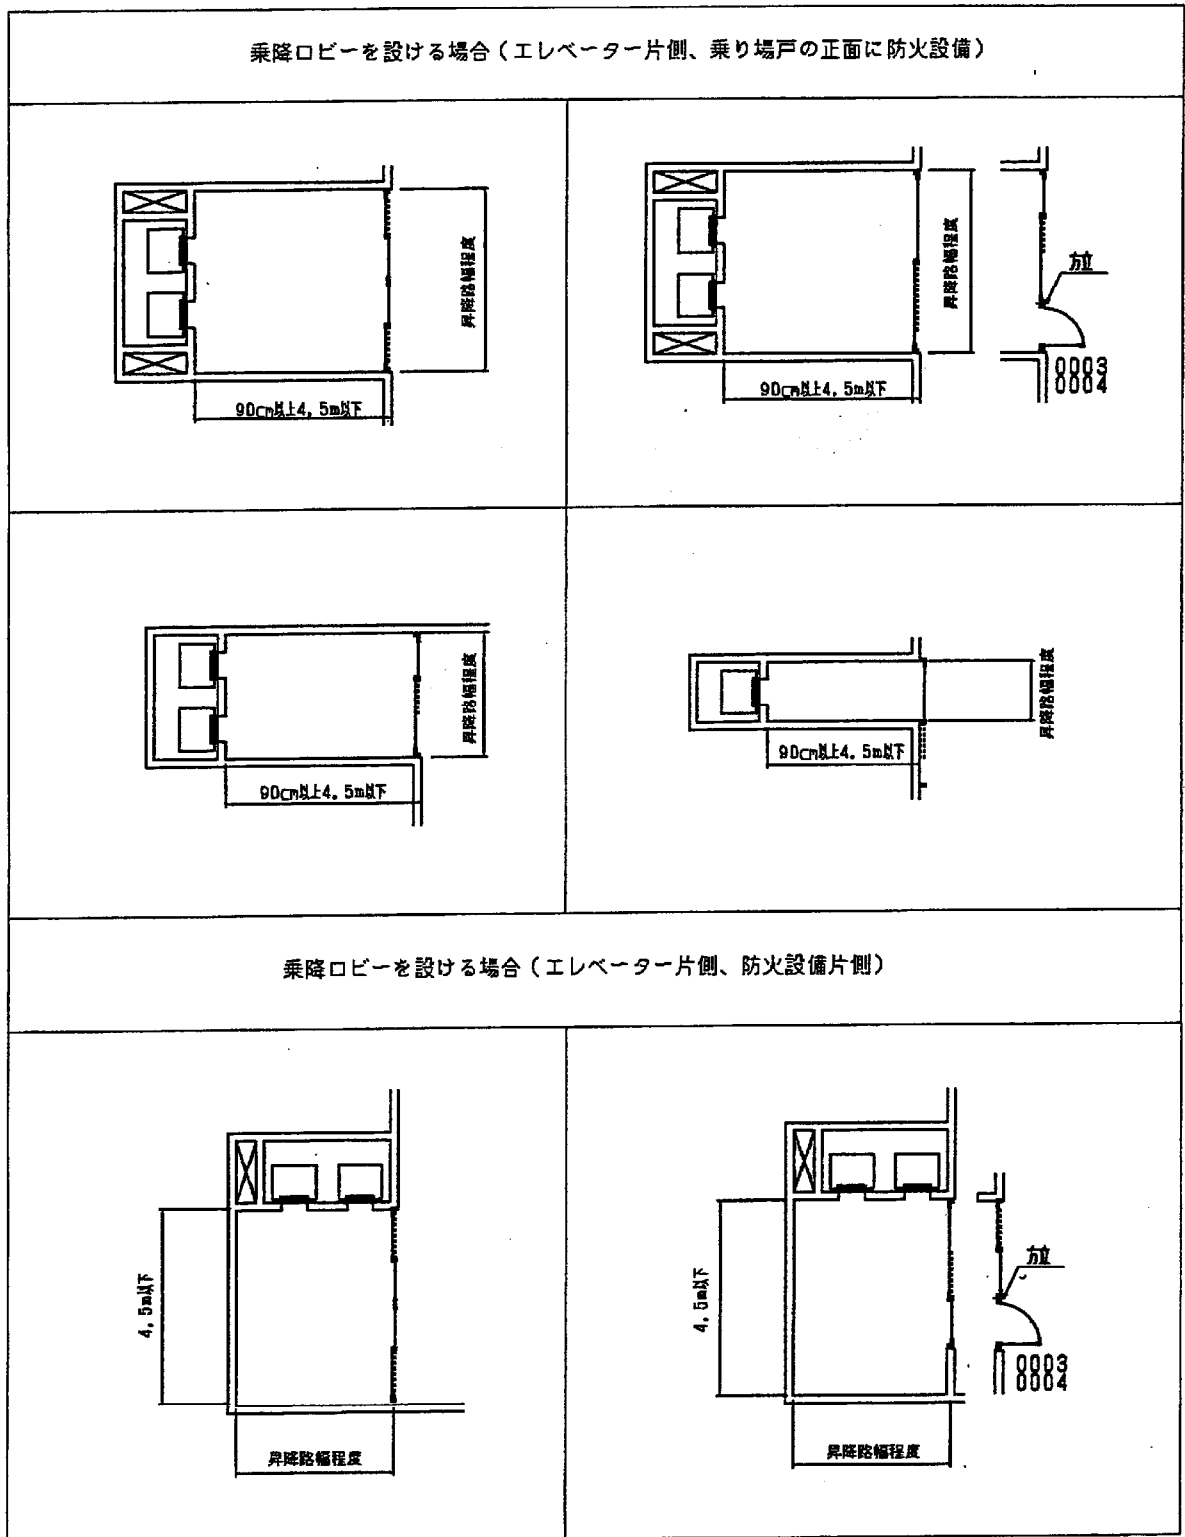 乗降ロビーを設ける場合(エレベーター片側、乗り場戸の正面に防火設備)
昇降路幅程度
90cm以上4.5m以下
昇降路幅程度
90cm以上4.5m以下
方立
0003
0004
昇降路幅程度
90cm以上4.5m以下
昇降路幅程度
90cm以上4.5m以下
乗降ロビーを設ける場合(エレベーター片側、防火設備片側)
4.5m以下
昇降路幅程度
4.5m以下
昇降路幅程度
方立
0003
0004